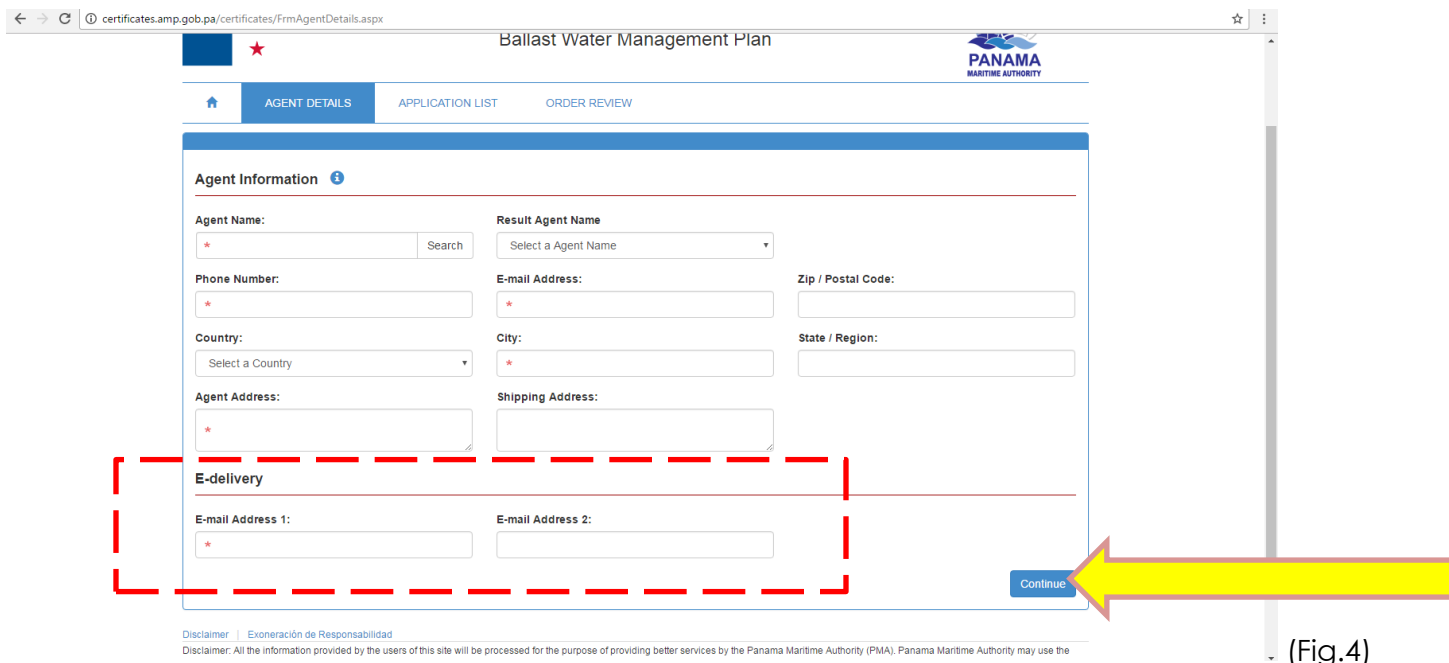 certificates.amp.gob.pa/certificates/FrmAgentDetails.aspx
Ballast Water Management Plan
PANAMA
MARITIME AUTHORITY
AGENT DETAILS APPLICATION LIST ORDER REVIEW
Agent Information
Agent Name: Result Agent Name
* Search Select a Agent Name
Phone Number: E-mail Address: Zip / Postal Code:
* *
Country: City: State / Region:
Select a Country *
Agent Address: Shipping Address:
*
E-delivery
E-mail Address 1: E-mail Address 2:
*
Continue
Disclaimer | Exoneración de Responsabilidad
Disclaimer: All the information provided by the users of this site will be processed for the purpose of providing better services by the Panama Maritime Authority (PMA). Panama Maritime Authority may use the
(Fig.4)